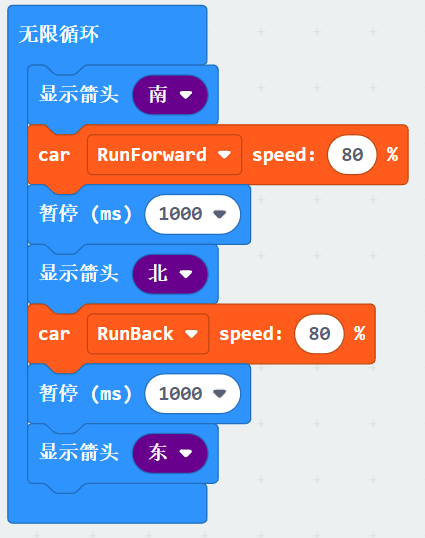 无限循环
显示箭头 南
car RunForward speed: 80 %
暂停 (ms) 1000
显示箭头 北
car RunBack speed: 80 %
暂停 (ms) 1000
显示箭头 东